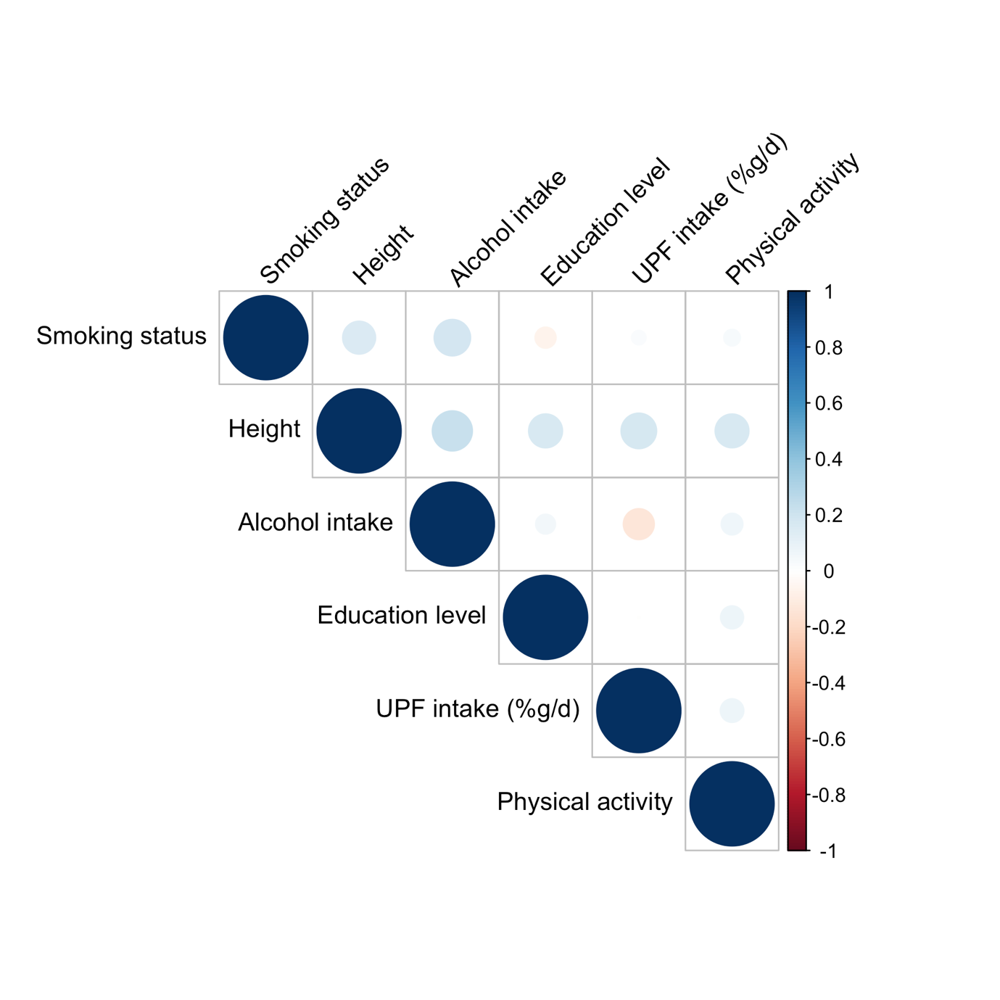 Smoking status
Height
Alcohol intake
Education level
UPF intake (%g/d)
Physical activity
Smoking status
Height
Alcohol intake
Education level
UPF intake (%g/d)
Physical activity
1
0.8
0.6
0.4
0.2
0
-0.2
-0.4
-0.6
-0.8
-1